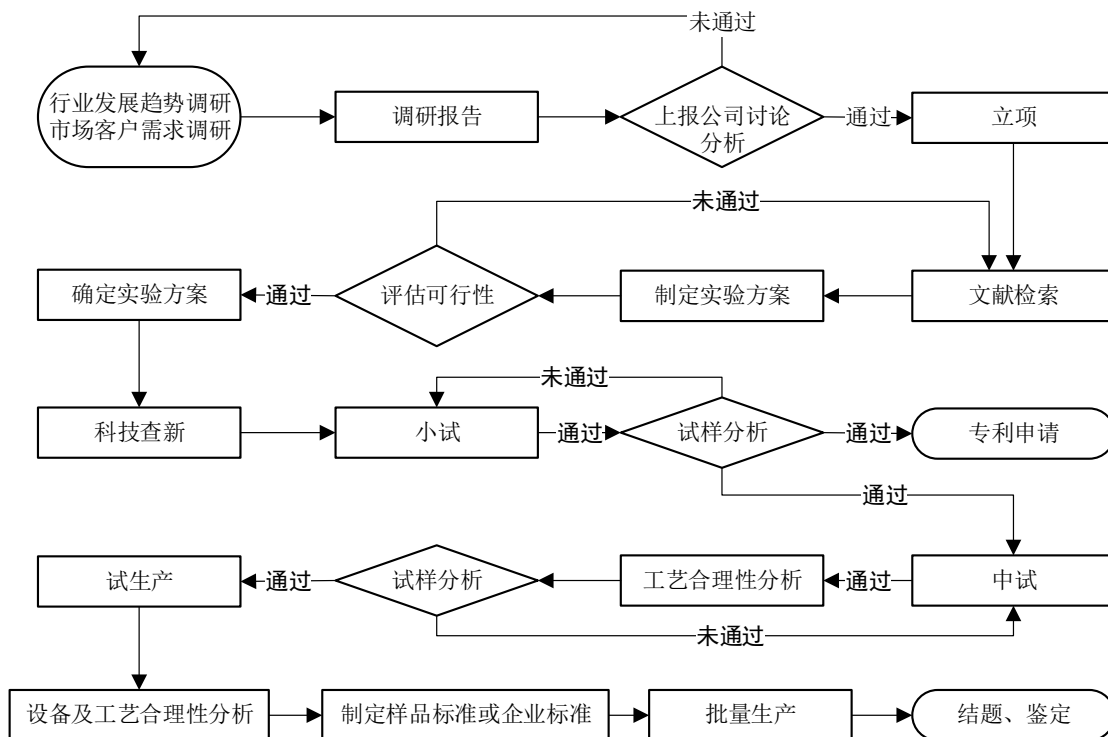 未通过
行业发展趋势调研
市场客户需求调研
调研报告
上报公司讨论
分析
通过
立项
未通过
确定实验方案
通过
评估可行性
制定实验方案
文献检索
未通过
科技查新
小试
通过
试样分析
通过
专利申请
通过
试生产
通过
试样分析
工艺合理性分析
通过
中试
未通过
设备及工艺合理性分析
制定样品标准或企业标准
批量生产
结题、鉴定